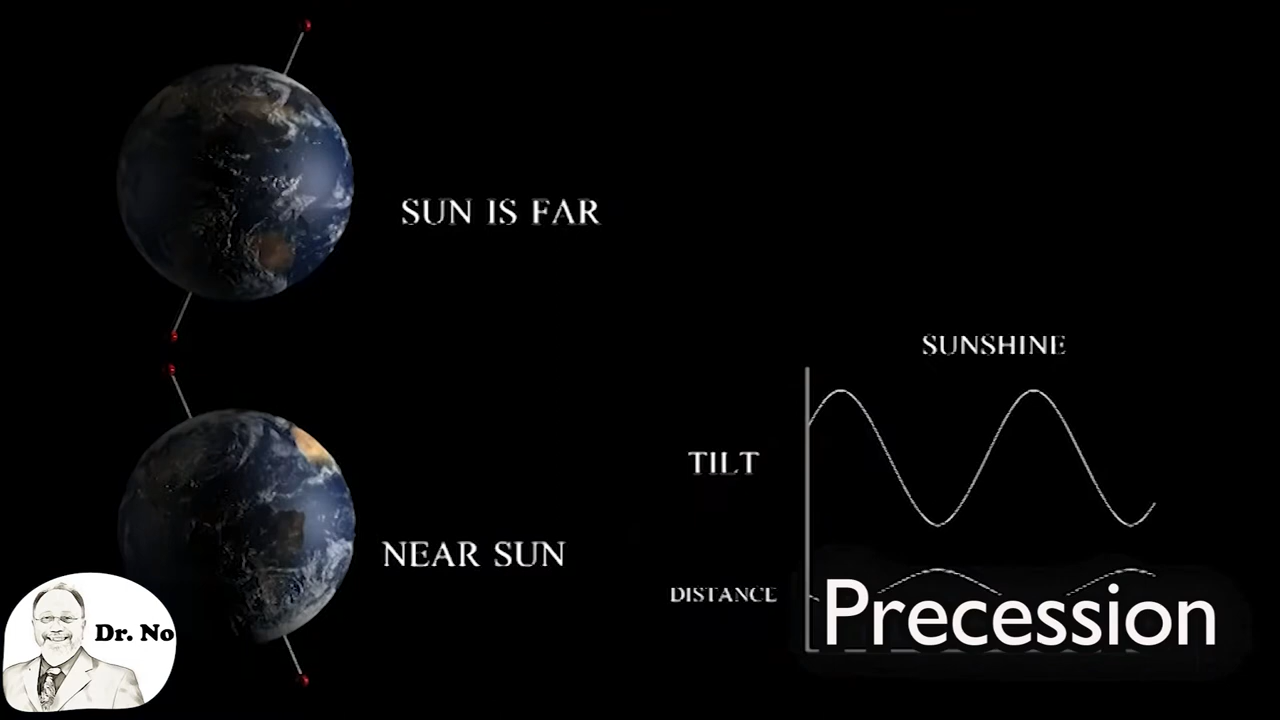 SUN IS FAR
SUNSHINE
TILT
NEAR SUN
DISTANCE
Precession
Dr. No